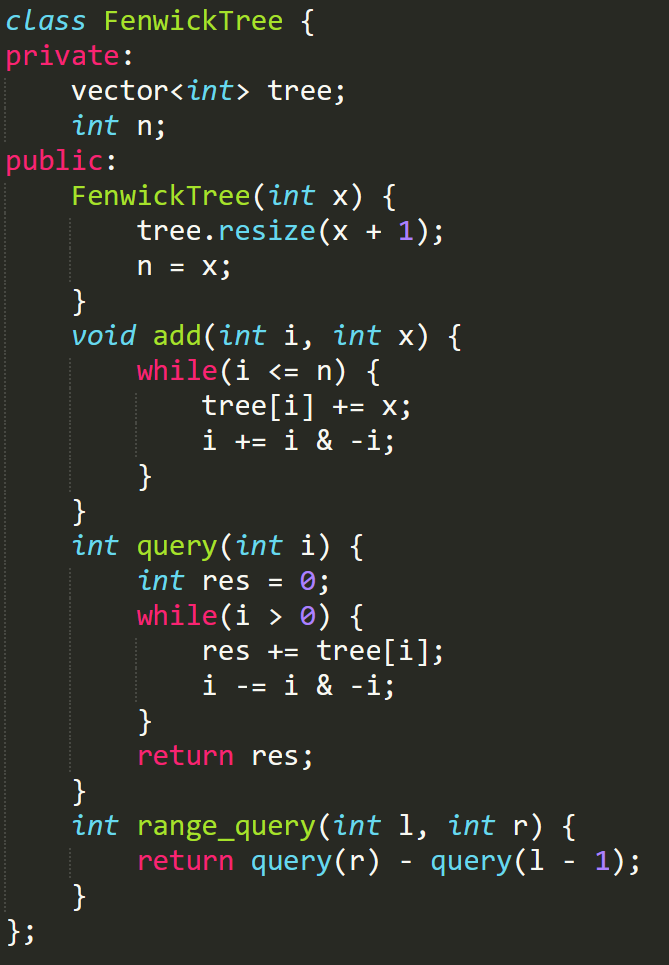 class FenwickTree {
private:
    vector<int> tree;
    int n;
public:
    FenwickTree(int x) {
        tree.resize(x + 1);
        n = x;
    }
    void add(int i, int x) {
        while(i <= n) {
            tree[i] += x;
            i += i & -i;
        }
    }
    int query(int i) {
        int res = 0;
        while(i > 0) {
            res += tree[i];
            i -= i & -i;
        }
        return res;
    }
    int range_query(int l, int r) {
        return query(r) - query(l - 1);
    }
};